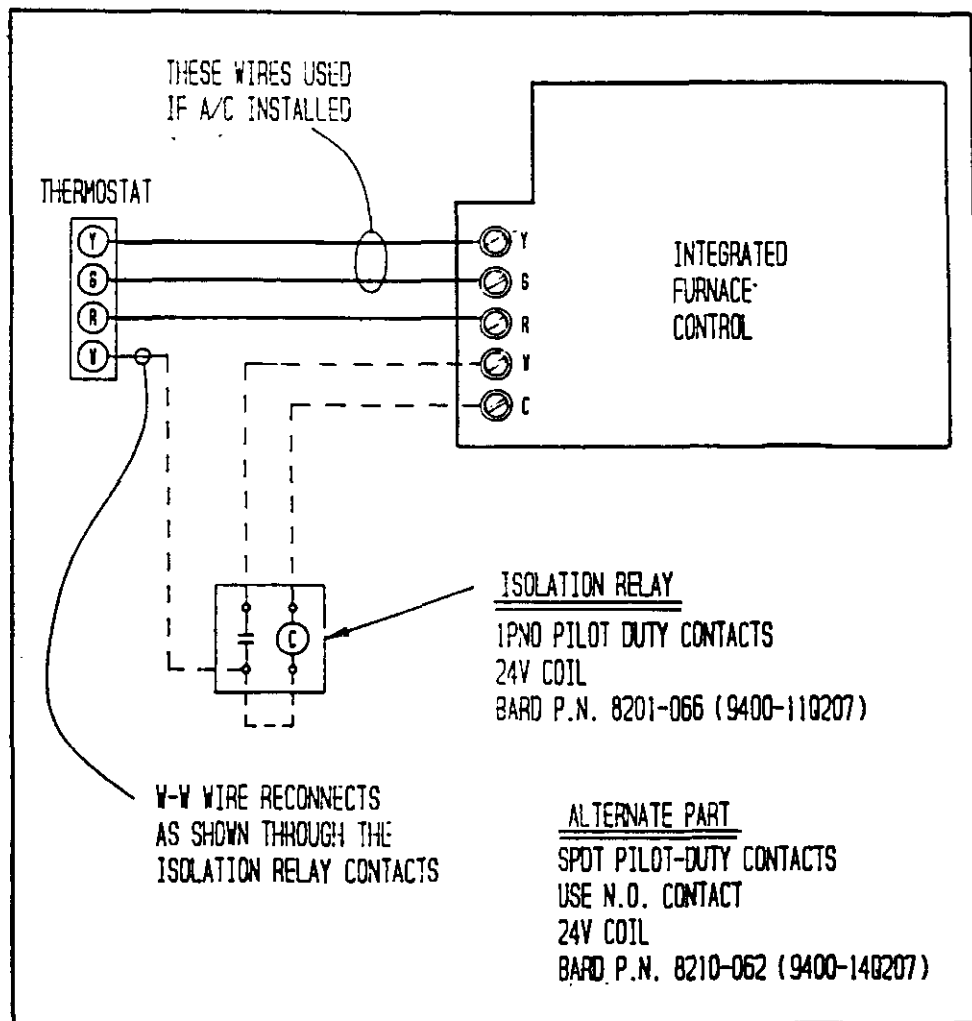 THESE WIRES USED
IF A/C INSTALLED
THERMOSTAT
Y
G
R
W
Y
G
R
W
C
INTEGRATED
FURNACE
CONTROL
C
ISOLATION RELAY
1PNO PILOT DUTY CONTACTS
24V COIL
BARD P.N. 8201-066 (9400-11Q207)
W-W WIRE RECONNECTS
AS SHOWN THROUGH THE
ISOLATION RELAY CONTACTS
ALTERNATE PART
SPDT PILOT-DUTY CONTACTS
USE N.O. CONTACT
24V COIL
BARD P.N. 8210-062 (9400-14Q207)